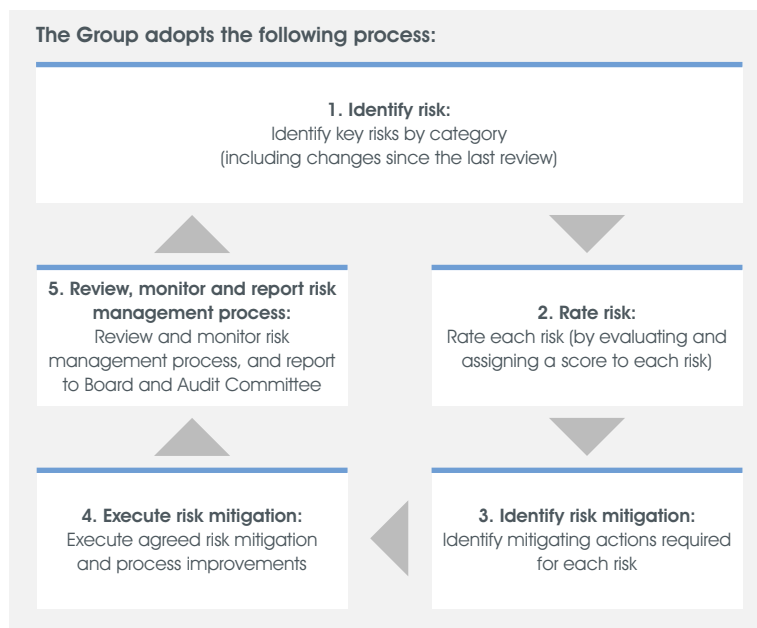 The Group adopts the following process:
1. Identify risk:
Identify key risks by category
(including changes since the last review)
2. Rate risk:
Rate each risk (by evaluating and
assigning a score to each risk)
3. Identify risk mitigation:
Identify mitigating actions required
for each risk
4. Execute risk mitigation:
Execute agreed risk mitigation
and process improvements
5. Review, monitor and report risk
management process:
Review and monitor risk
management process, and report
to Board and Audit Committee